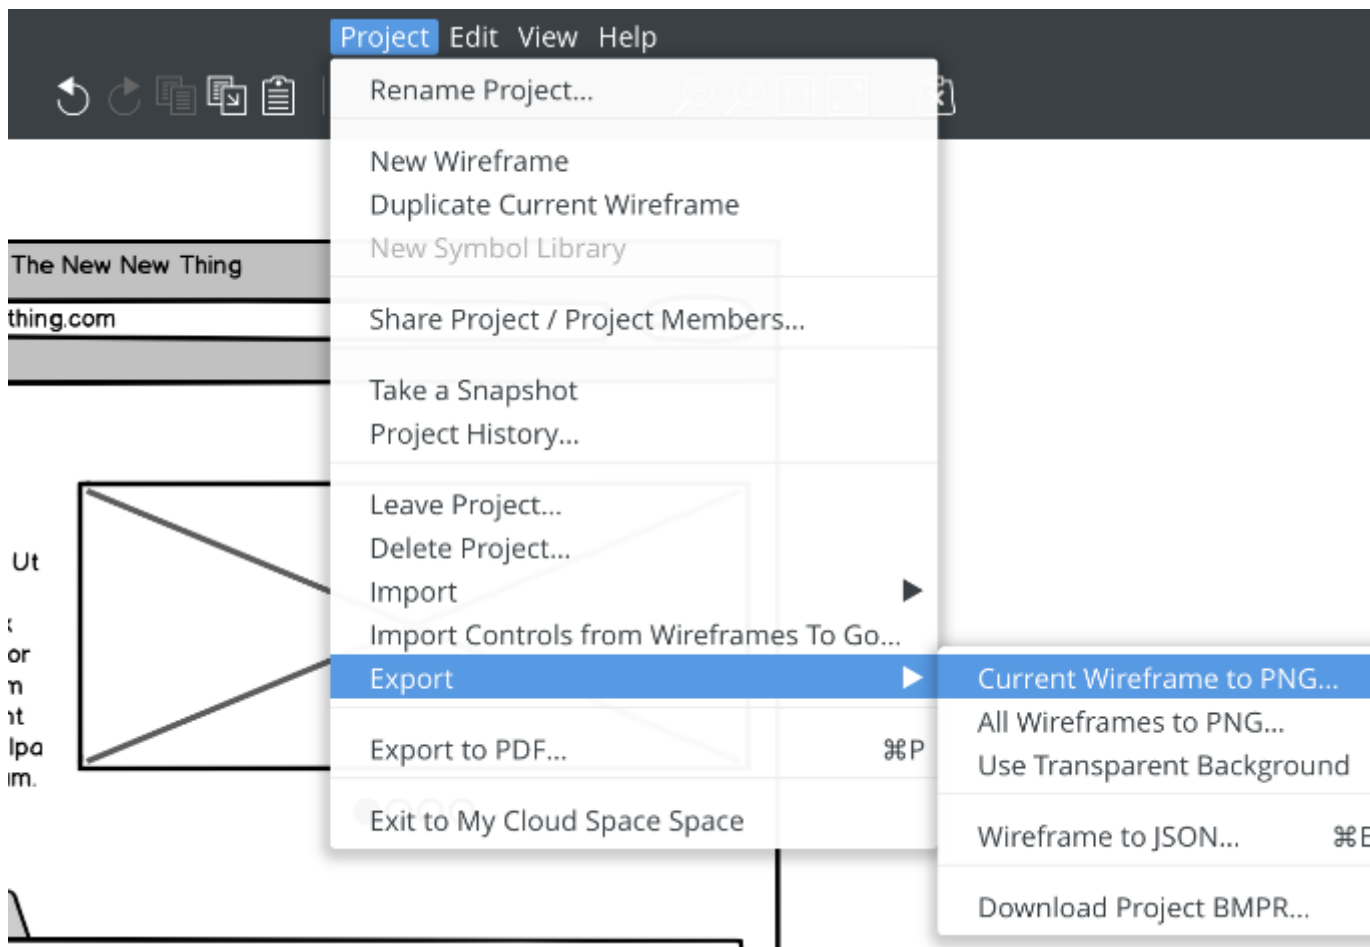 Project Edit View Help
Rename Project...
New Wireframe
Duplicate Current Wireframe
New Symbol Library
The New New Thing
thing.com
Share Project / Project Members...
Take a Snapshot
Project History...
Leave Project...
Delete Project...
Ut
Import
Import Controls from Wireframes To Go...
or
Export
Current Wireframe to PNG...
All Wireframes to PNG...
Use Transparent Background
lpa
Export to PDF... ⌘P
um.
Exit to My Cloud Space Space
Wireframe to JSON... ⌘E
Download Project BMPR...